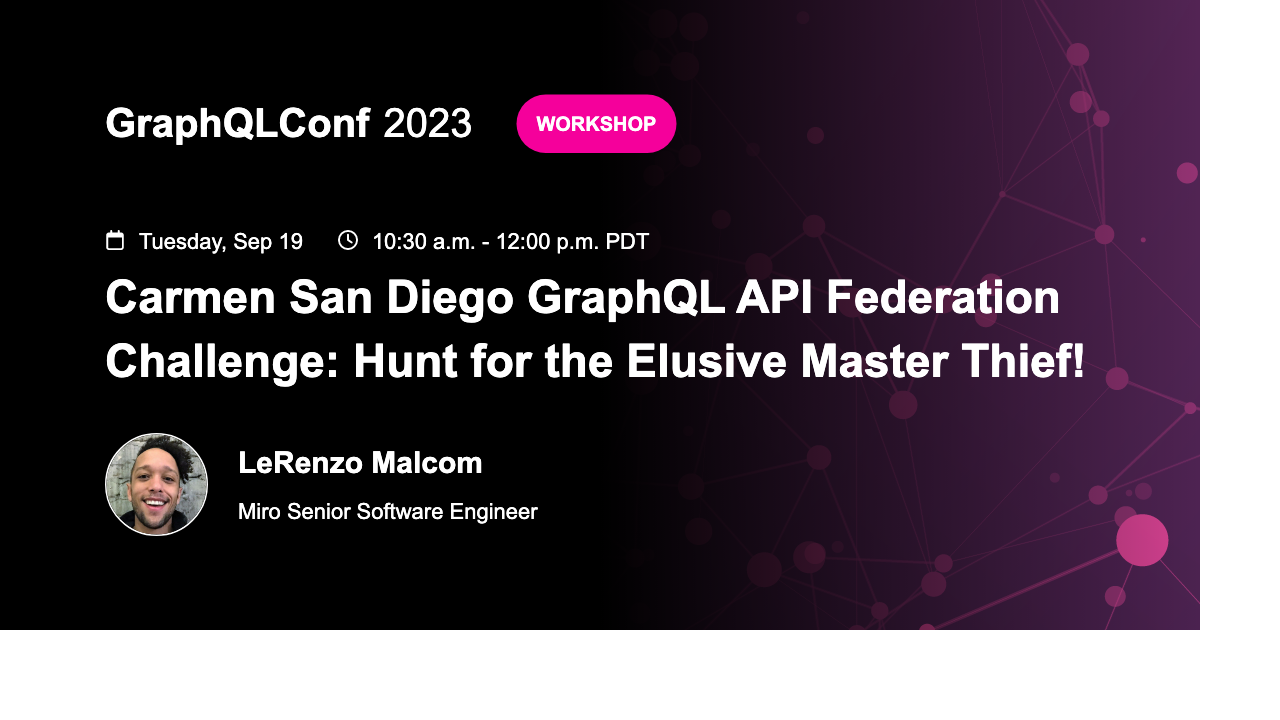 GraphQLConf 2023
WORKSHOP
Tuesday, Sep 19
10:30 a.m. - 12:00 p.m. PDT
Carmen San Diego GraphQL API Federation
Challenge: Hunt for the Elusive Master Thief!
LeRenzo Malcom
Miro Senior Software Engineer